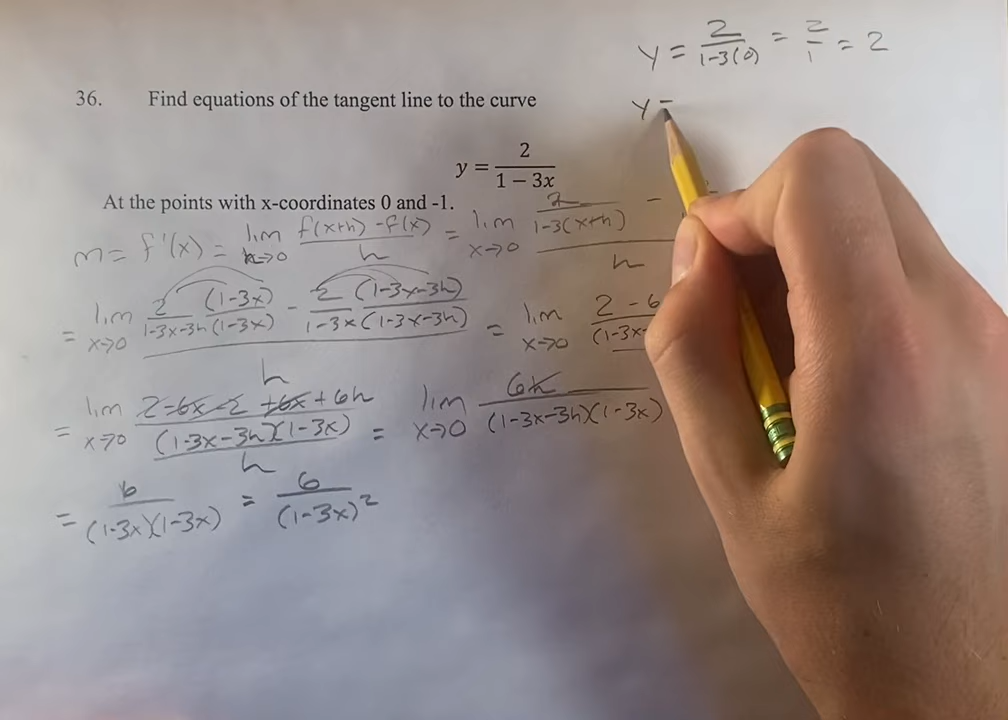 y = 2/(1-3(0)) = 2/1 = 2
36. Find equations of the tangent line to the curve
y =
y = 2/(1 − 3x)
At the points with x-coordinates 0 and -1.
m = f'(x) = lim x→0 (f(x+h) - f(x))/h = lim x→0 (2/(1-3(x+h)) -)/h
= lim x→0 (2(1-3x)/(1-3x-3h(1-3x)) - 2(1-3x-3h)/(1-3x(1-3x-3h)))/h = lim x→0 2 - 6/(1-3x-
= lim x→0 ((2-6x-2+6x+6h)/((1-3x-3h)(1-3x)))/h = lim x→0 6h/((1-3x-3h)(1-3x)
= 6/((1-3x)(1-3x)) = 6/(1-3x)²